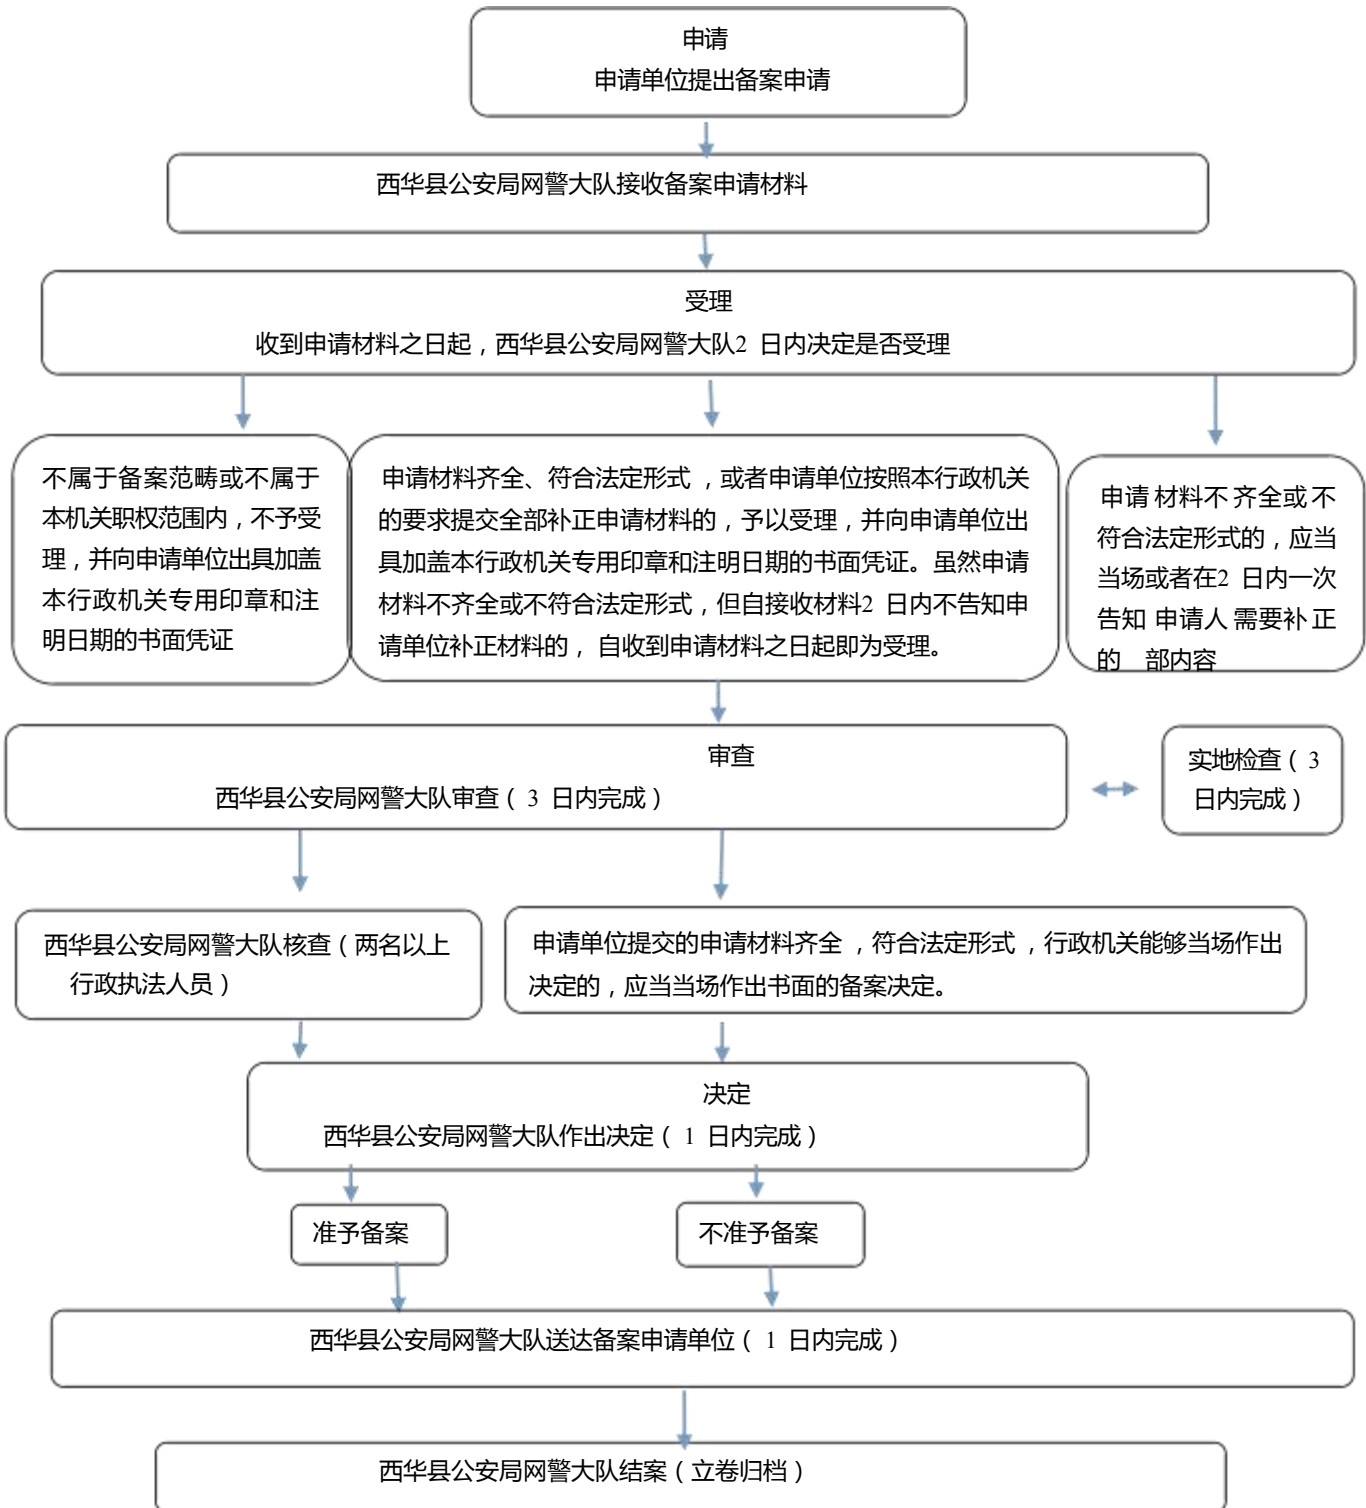 申请
申请单位提出备案申请
西华县公安局网警大队接收备案申请材料
受理
收到申请材料之日起，西华县公安局网警大队2 日内决定是否受理
不属于备案范畴或不属于
本机关职权范围内，不予受
理，并向申请单位出具加盖
本行政机关专用印章和注
明日期的书面凭证
申请材料齐全、符合法定形式 ，或者申请单位按照本行政机关
的要求提交全部补正申请材料的，予以受理，并向申请单位出
具加盖本行政机关专用印章和注明日期的书面凭证。虽然申请
材料不齐全或不符合法定形式，但自接收材料2 日内不告知申
请单位补正材料的， 自收到申请材料之日起即为受理。
申请 材料不 齐全或 不
符合法定形式的，应当
当场或者在2 日内一次
告知 申请人 需要补 正
的 部内容
审查
西华县公安局网警大队审查（ 3 日内完成）
实地检查（ 3
日内完成）
西华县公安局网警大队核查（两名以上
行政执法人员）
申请单位提交的申请材料齐全 ，符合法定形式 ，行政机关能够当场作出
决定的，应当当场作出书面的备案决定。
决定
西华县公安局网警大队作出决定（ 1 日内完成）
准予备案
不准予备案
西华县公安局网警大队送达备案申请单位（ 1 日内完成）
西华县公安局网警大队结案（立卷归档）